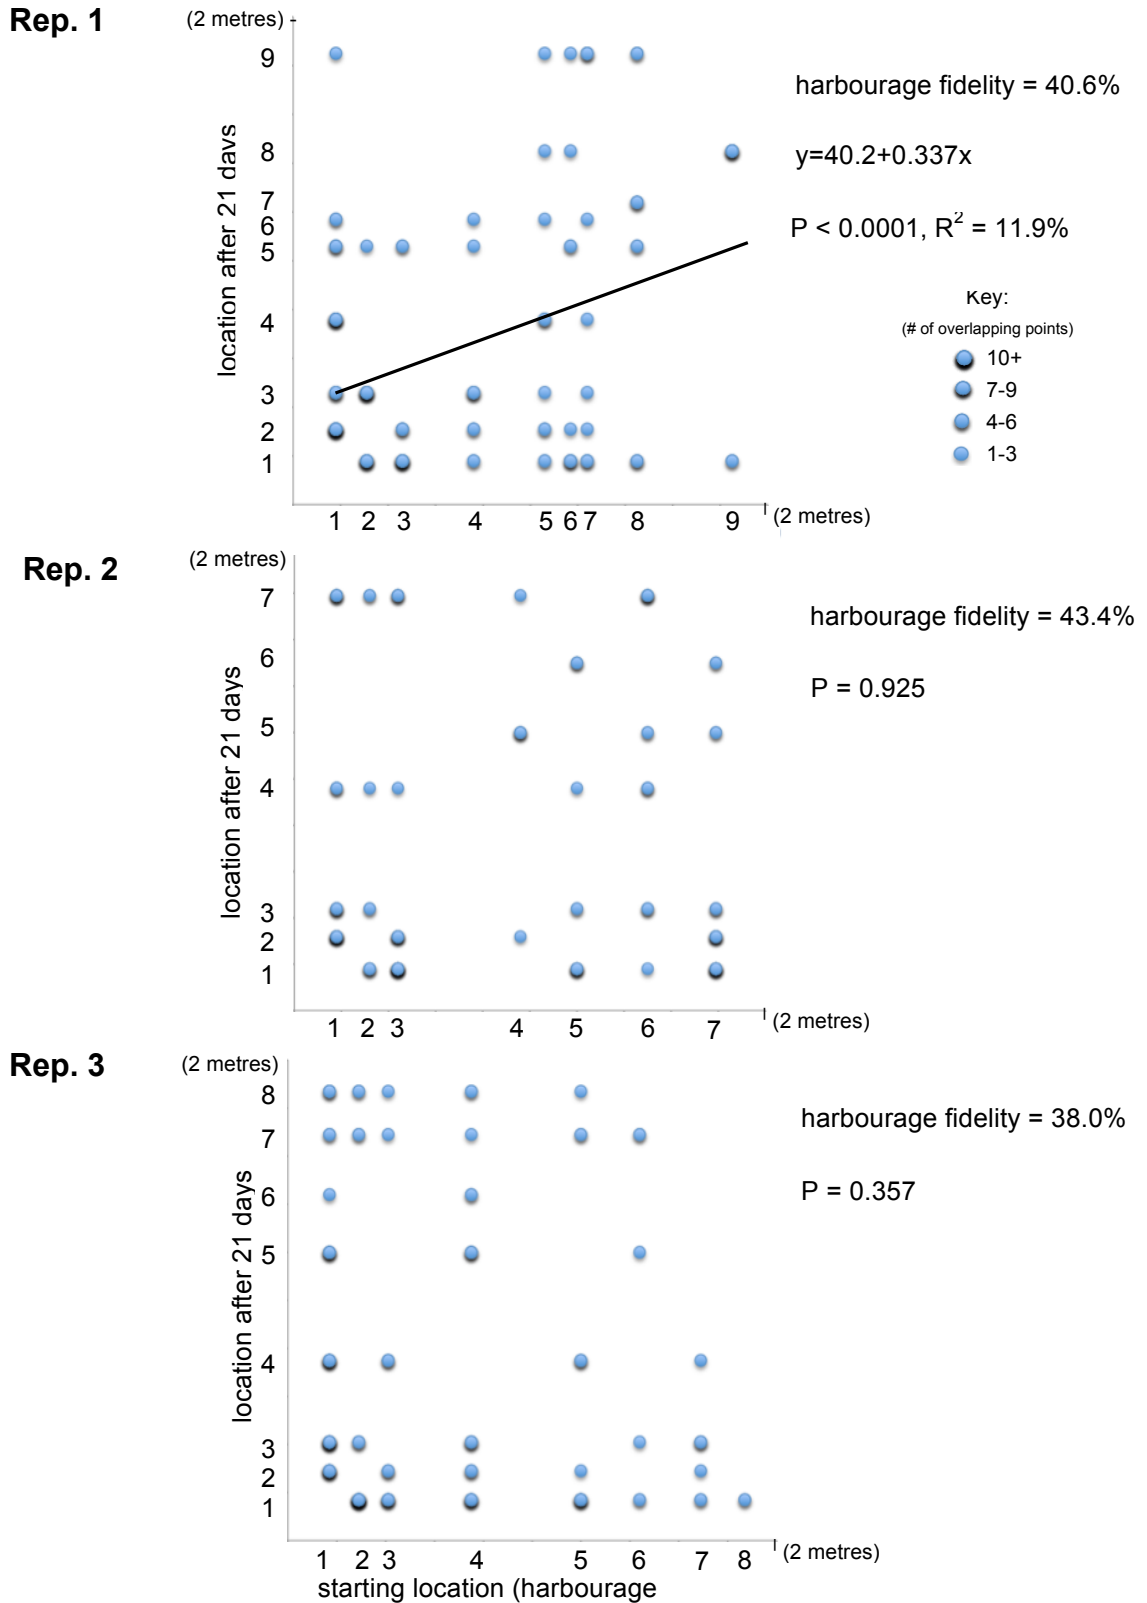 Rep. 1
(2 metres)
9
8
7
6
5
4
3
2
1
location after 21 days
1 2 3 4 5 6 7 8 9
(2 metres)
harbourage fidelity = 40.6%
y=40.2+0.337x
P < 0.0001, R² = 11.9%
Key:
(# of overlapping points)
10+
7-9
4-6
1-3
Rep. 2
(2 metres)
7
6
5
4
3
2
1
location after 21 days
1 2 3 4 5 6 7
(2 metres)
harbourage fidelity = 43.4%
P = 0.925
Rep. 3
(2 metres)
8
7
6
5
4
3
2
1
location after 21 days
1 2 3 4 5 6 7 8
(2 metres)
starting location (harbourage
harbourage fidelity = 38.0%
P = 0.357